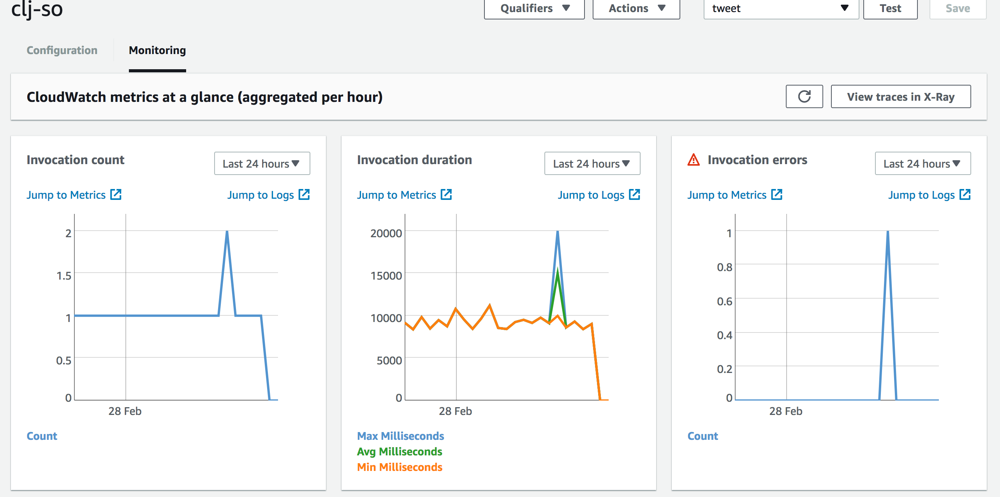 clj-so
Qualifiers
Actions
tweet
Test
Save
Configuration
Monitoring
CloudWatch metrics at a glance (aggregated per hour)
View traces in X-Ray
Invocation count
Last 24 hours
Jump to Metrics
Jump to Logs
2
1.5
1
0.5
0
28 Feb
Count
Invocation duration
Last 24 hours
Jump to Metrics
Jump to Logs
20000
15000
10000
5000
0
28 Feb
Max Milliseconds
Avg Milliseconds
Min Milliseconds
Invocation errors
Last 24 hours
Jump to Metrics
Jump to Logs
1
0.8
0.6
0.4
0.2
0
28 Feb
Count